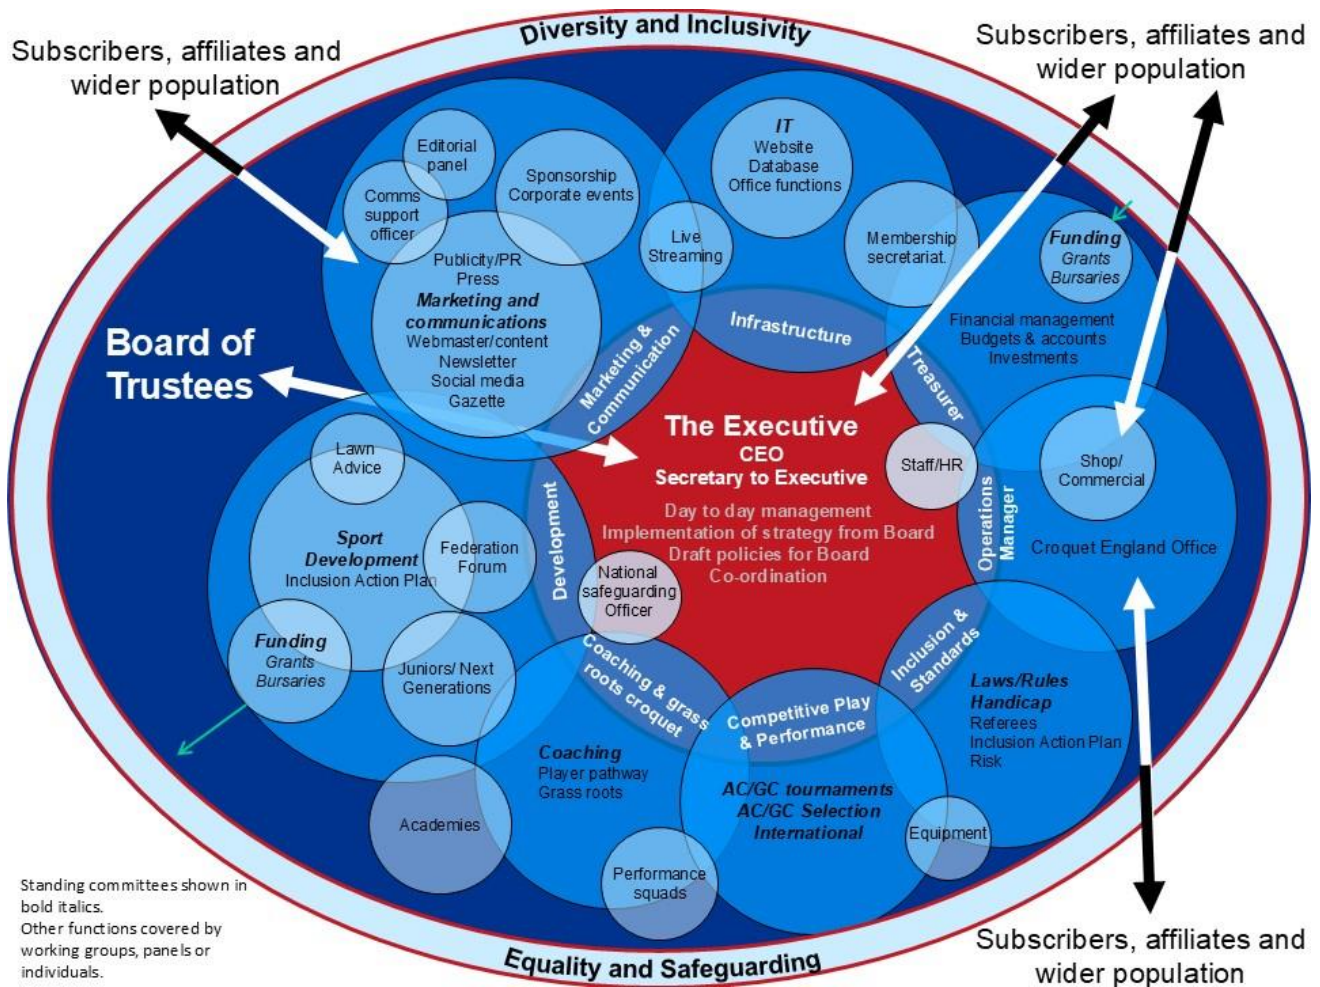 Diversity and Inclusivity
Subscribers, affiliates and
wider population
Subscribers, affiliates and
wider population
Editorial
panel
Comms
support
officer
Sponsorship
Corporate events
Publicity/PR
Press
Marketing and
communications
Webmaster/content
Newsletter
Social media
Gazette
Live
Streaming
IT
Website
Database
Office functions
Membership
secretariat.
Funding
Grants
Bursaries
Financial management
Budgets & accounts
Investments
Board of
Trustees
Marketing &
Communication
Infrastructure
Treasurer
The Executive
CEO
Secretary to Executive
Day to day management
Implementation of strategy from Board
Draft policies for Board
Co-ordination
Staff/HR
Shop/
Commercial
Operations
Manager
Croquet England Office
Lawn
Advice
Sport
Development
Inclusion Action Plan
Federation
Forum
Development
National
safeguarding
Officer
Funding
Grants
Bursaries
Juniors/ Next
Generations
Coaching & grass
roots croquet
Competitive Play
& Performance
Inclusion &
Standards
Laws/Rules
Handicap
Referees
Inclusion Action Plan
Risk
Coaching
Player pathway
Grass roots
AC/GC tournaments
AC/GC Selection
International
Academies
Performance
squads
Equipment
Standing committees shown in
bold italics.
Other functions covered by
working groups, panels or
individuals.
Equality and Safeguarding
Subscribers, affiliates and
wider population